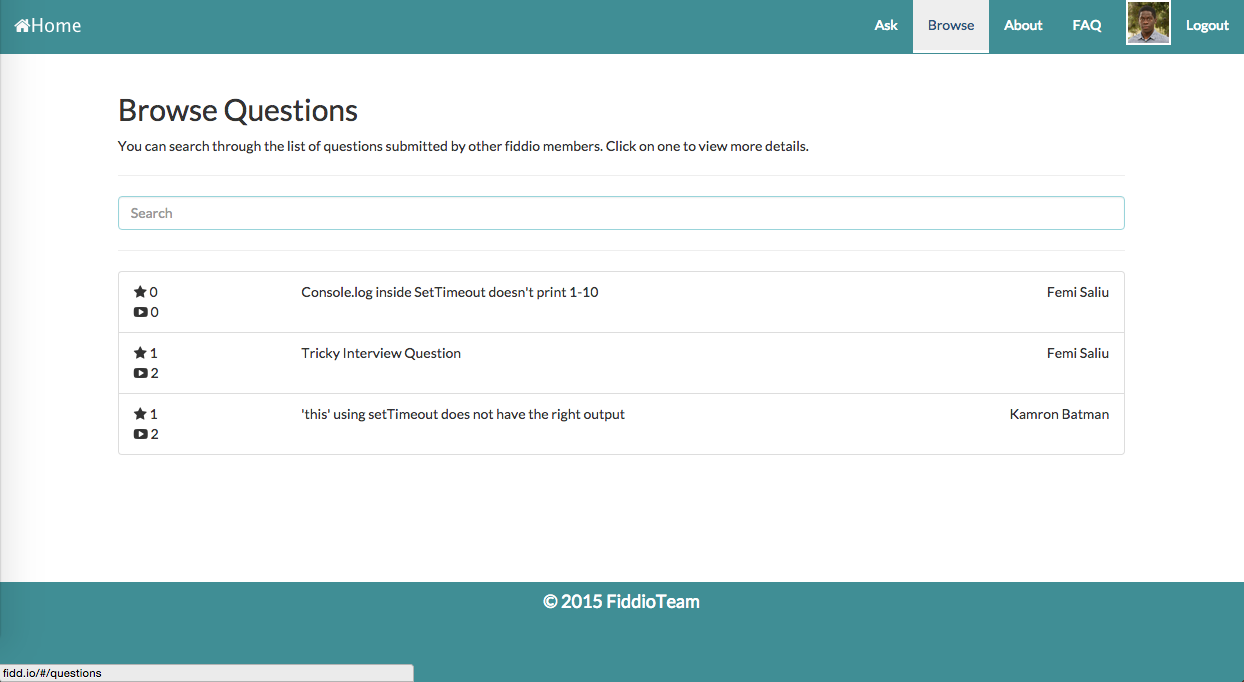 Home Ask Browse About FAQ Logout
Browse Questions
You can search through the list of questions submitted by other fiddio members. Click on one to view more details.
Search
0 Console.log inside SetTimeout doesn't print 1-10 Femi Saliu
0
1 Tricky Interview Question Femi Saliu
2
1 'this' using setTimeout does not have the right output Kamron Batman
2
© 2015 FiddioTeam
fidd.io/#/questions